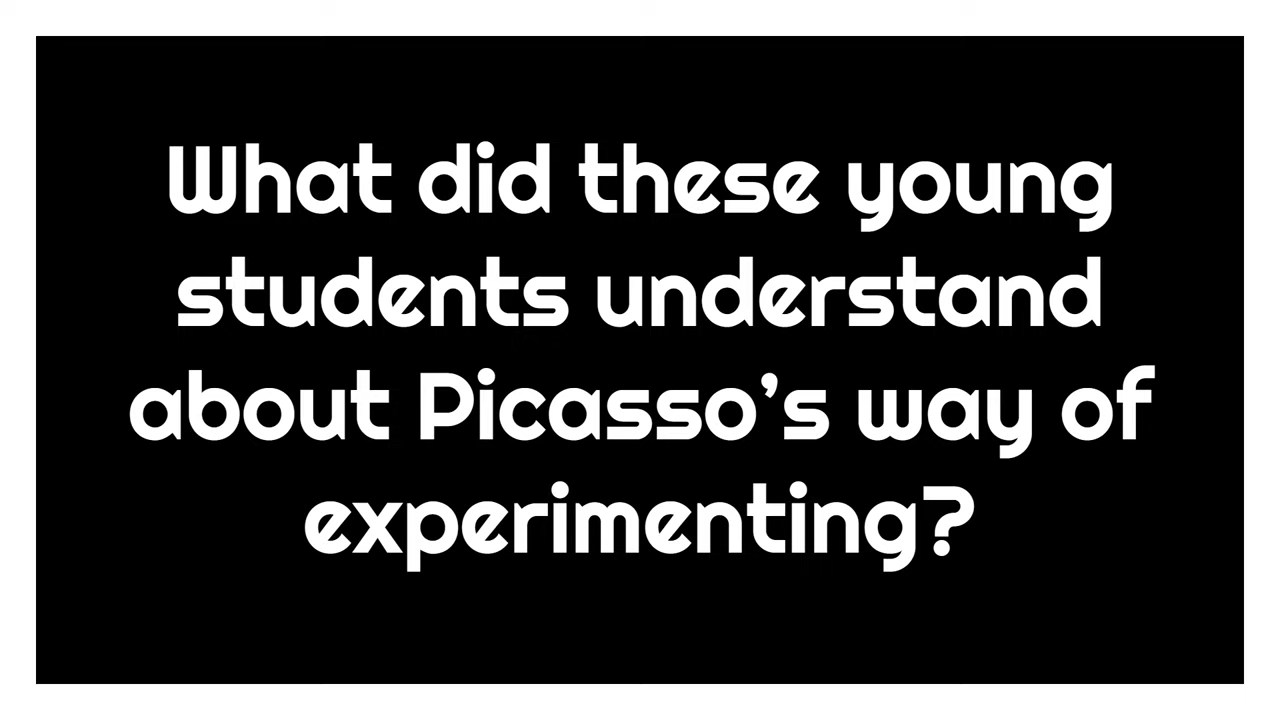 What did these young
students understand
about Picasso’s way of
experimenting?